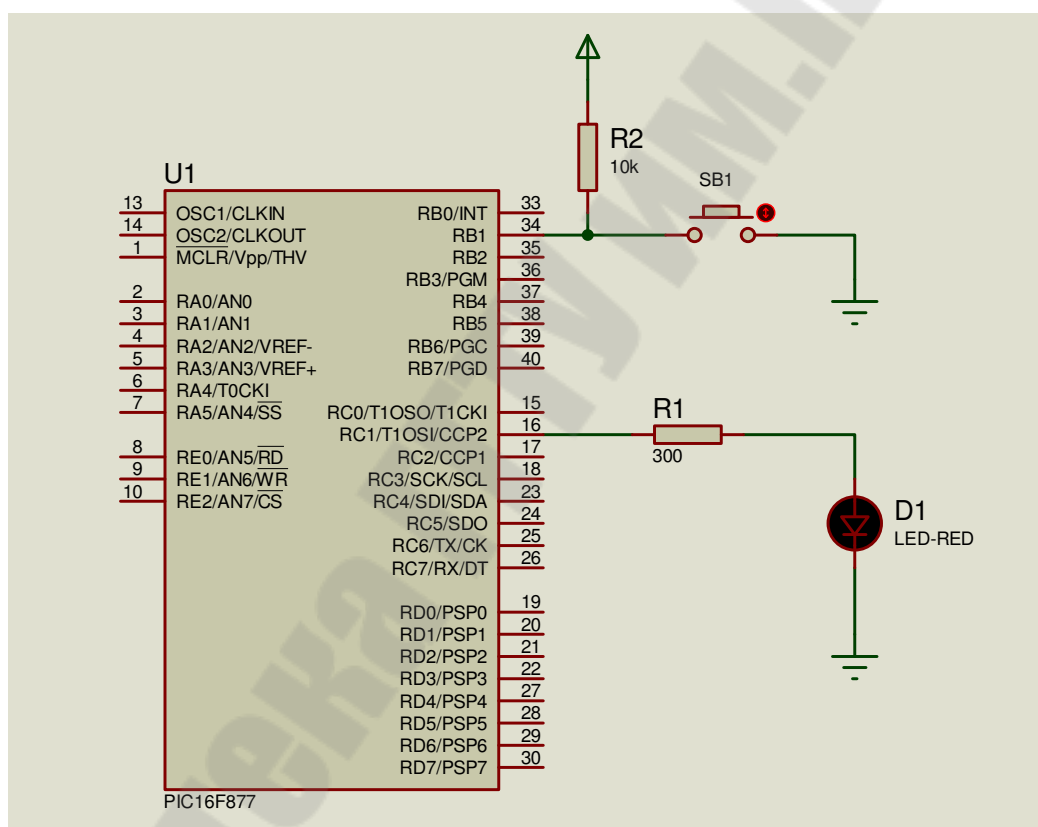 U1
13 OSC1/CLKIN
14 OSC2/CLKOUT
1 MCLR/Vpp/THV
2 RA0/AN0
3 RA1/AN1
4 RA2/AN2/VREF-
5 RA3/AN3/VREF+
6 RA4/T0CKI
7 RA5/AN4/SS
8 RE0/AN5/RD
9 RE1/AN6/WR
10 RE2/AN7/CS
RB0/INT 33
RB1 34
RB2 35
RB3/PGM 36
RB4 37
RB5 38
RB6/PGC 39
RB7/PGD 40
RC0/T1OSO/T1CKI 15
RC1/T1OSI/CCP2 16
RC2/CCP1 17
RC3/SCK/SCL 18
RC4/SDI/SDA 23
RC5/SDO 24
RC6/TX/CK 25
RC7/RX/DT 26
RD0/PSP0 19
RD1/PSP1 20
RD2/PSP2 21
RD3/PSP3 22
RD4/PSP4 27
RD5/PSP5 28
RD6/PSP6 29
RD7/PSP7 30
PIC16F877
R2
10k
SB1
R1
300
D1
LED-RED